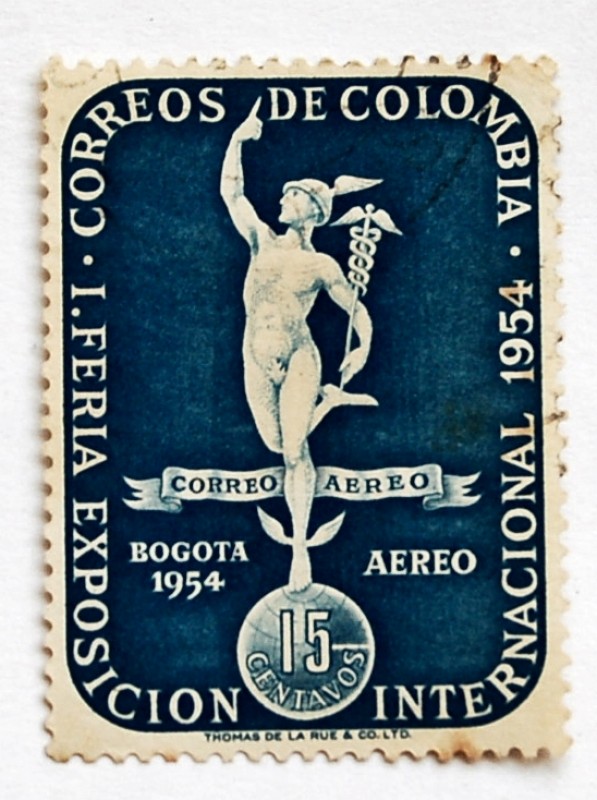 CORREOS DE COLOMBIA · I. FERIA EXPOSICION INTERNACIONAL 1954 ·
CORREO AEREO
BOGOTA
1954
AEREO
15
CENTAVOS
THOMAS DE LA RUE & CO. LTD.